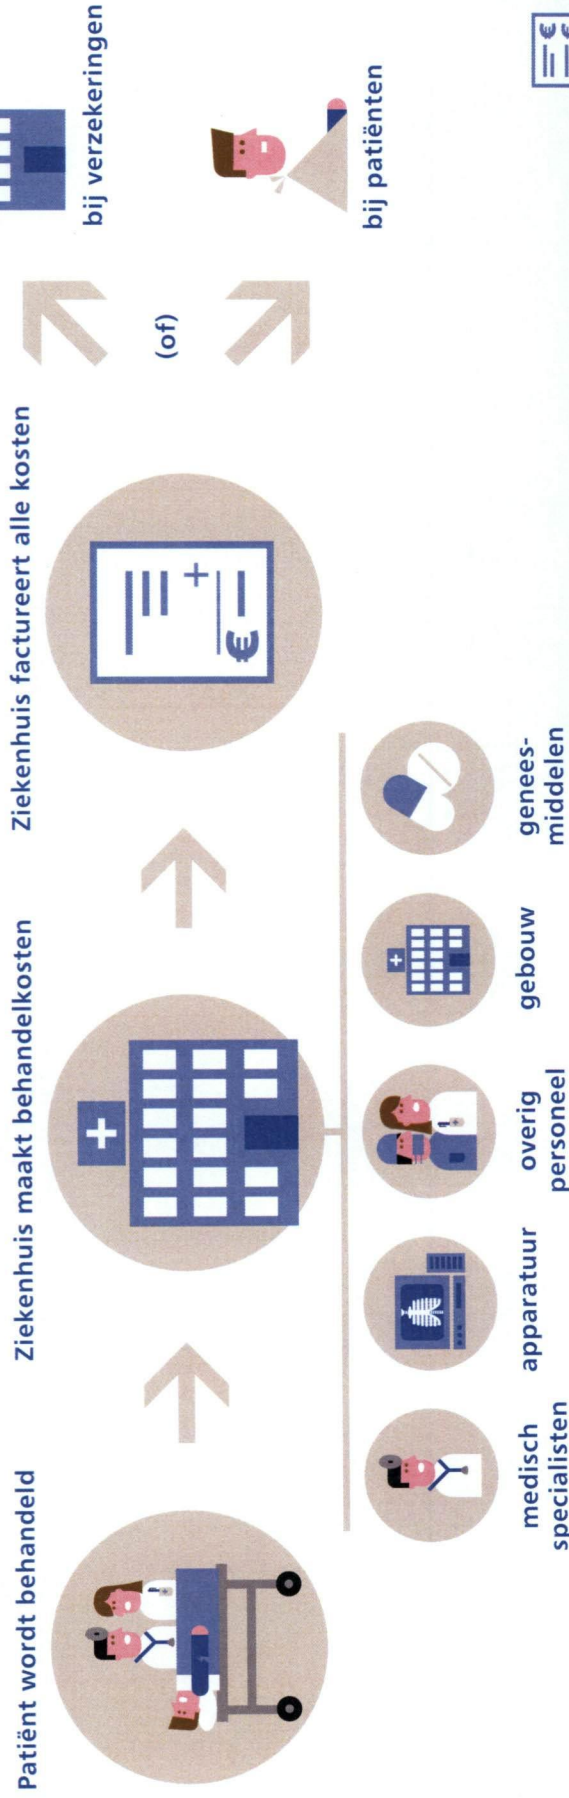 Patiënt wordt behandeld
Ziekenhuis maakt behandelkosten
Ziekenhuis factureert alle kosten
bij verzekeringen
(of)
bij patiënten
medisch
specialisten
apparatuur
overig
personeel
gebouw
genees-
middelen